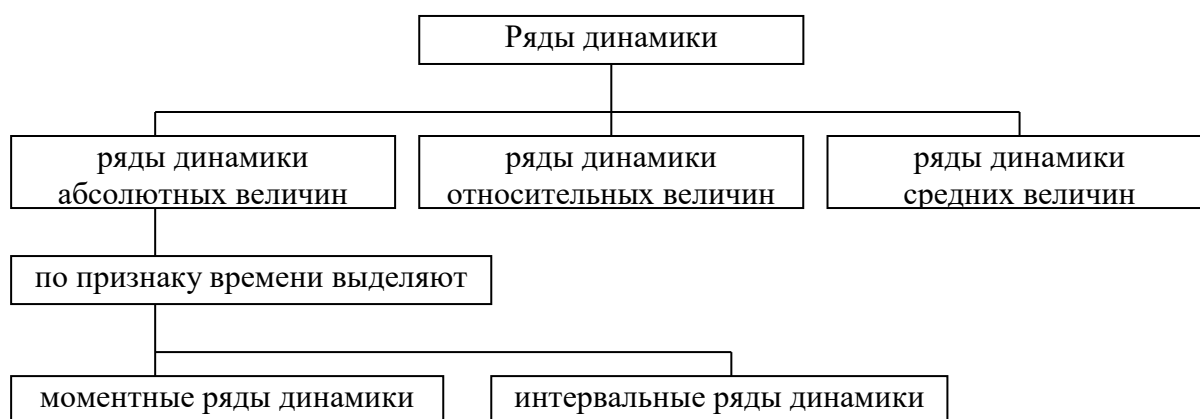 Ряды динамики
ряды динамики
абсолютных величин
ряды динамики
относительных величин
ряды динамики
средних величин
по признаку времени выделяют
моментные ряды динамики
интервальные ряды динамики